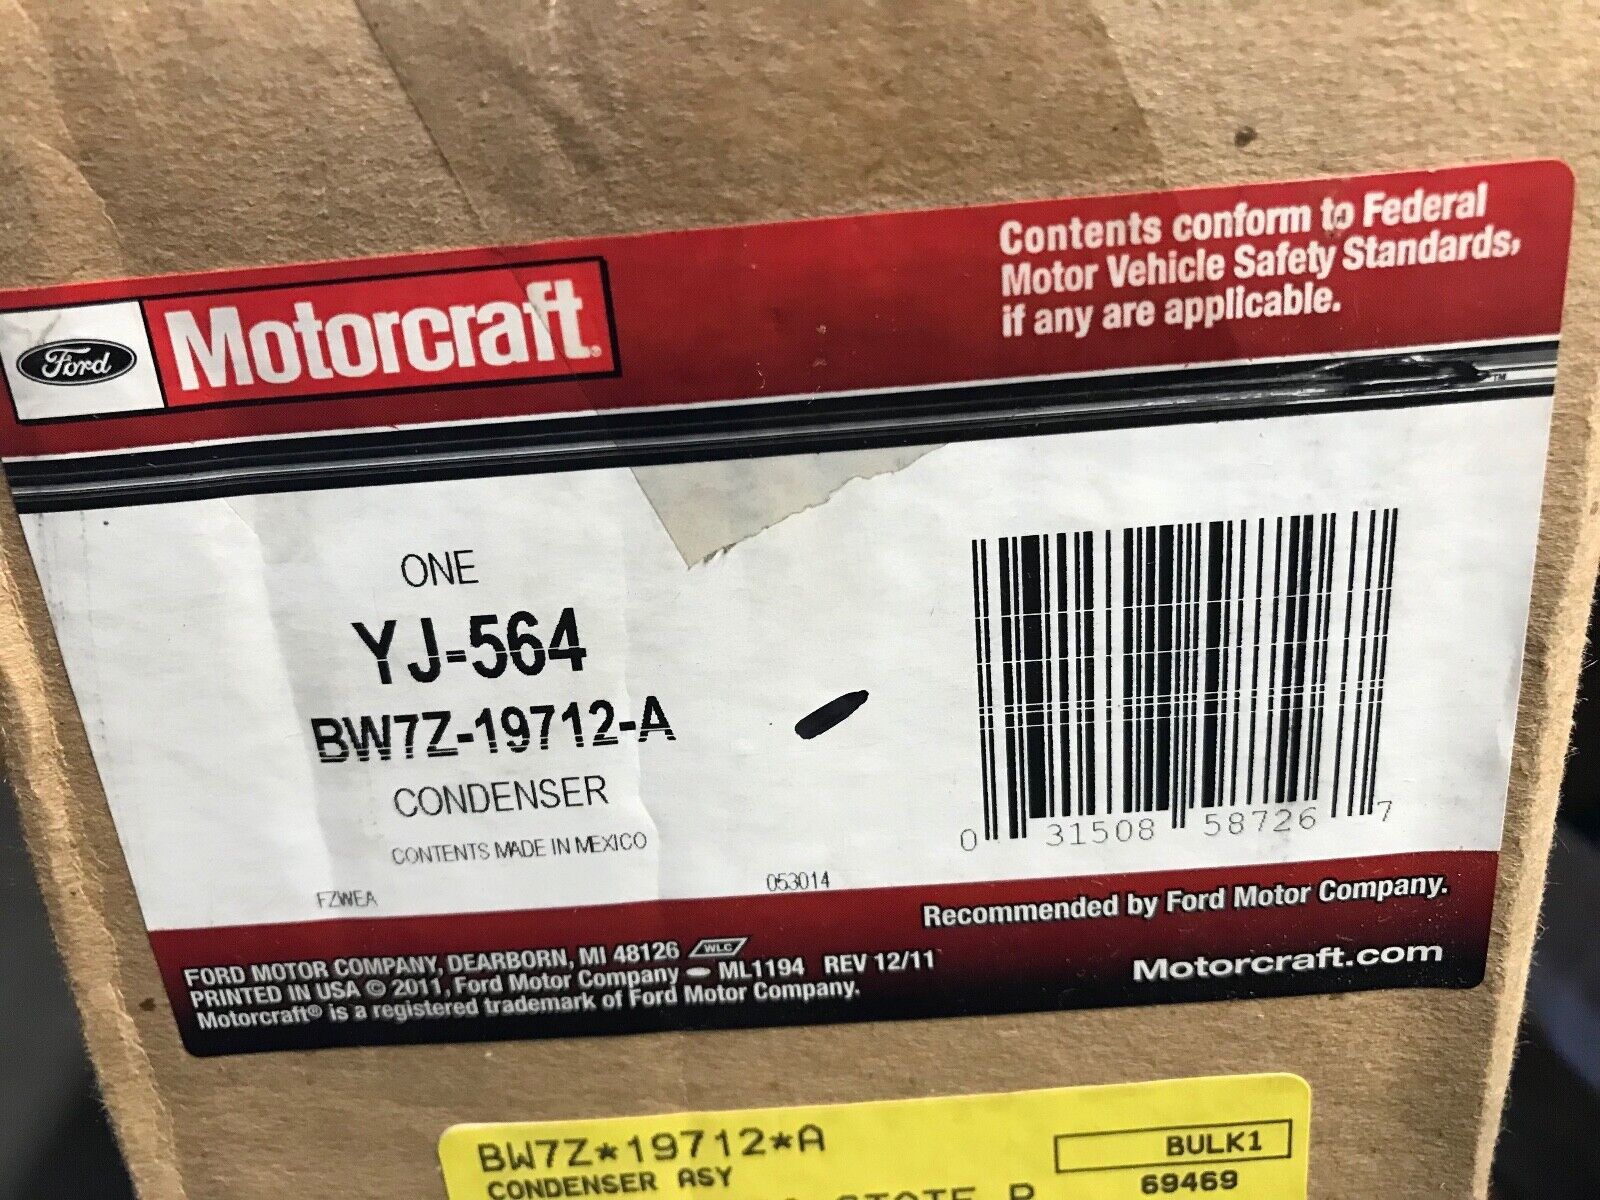 Ford Motorcraft®
Contents conform to Federal
Motor Vehicle Safety Standards,
if any are applicable.
™
ONE
YJ-564
BW7Z-19712-A
CONDENSER
CONTENTS MADE IN MEXICO
FZWEA
053014
0 31508 58726 7
Recommended by Ford Motor Company.
Motorcraft.com
FORD MOTOR COMPANY, DEARBORN, MI 48126 WLC
PRINTED IN USA © 2011, Ford Motor Company – ML1194 REV 12/11
Motorcraft® is a registered trademark of Ford Motor Company.
BW7Z*19712*A
BULK1
CONDENSER ASY
69469